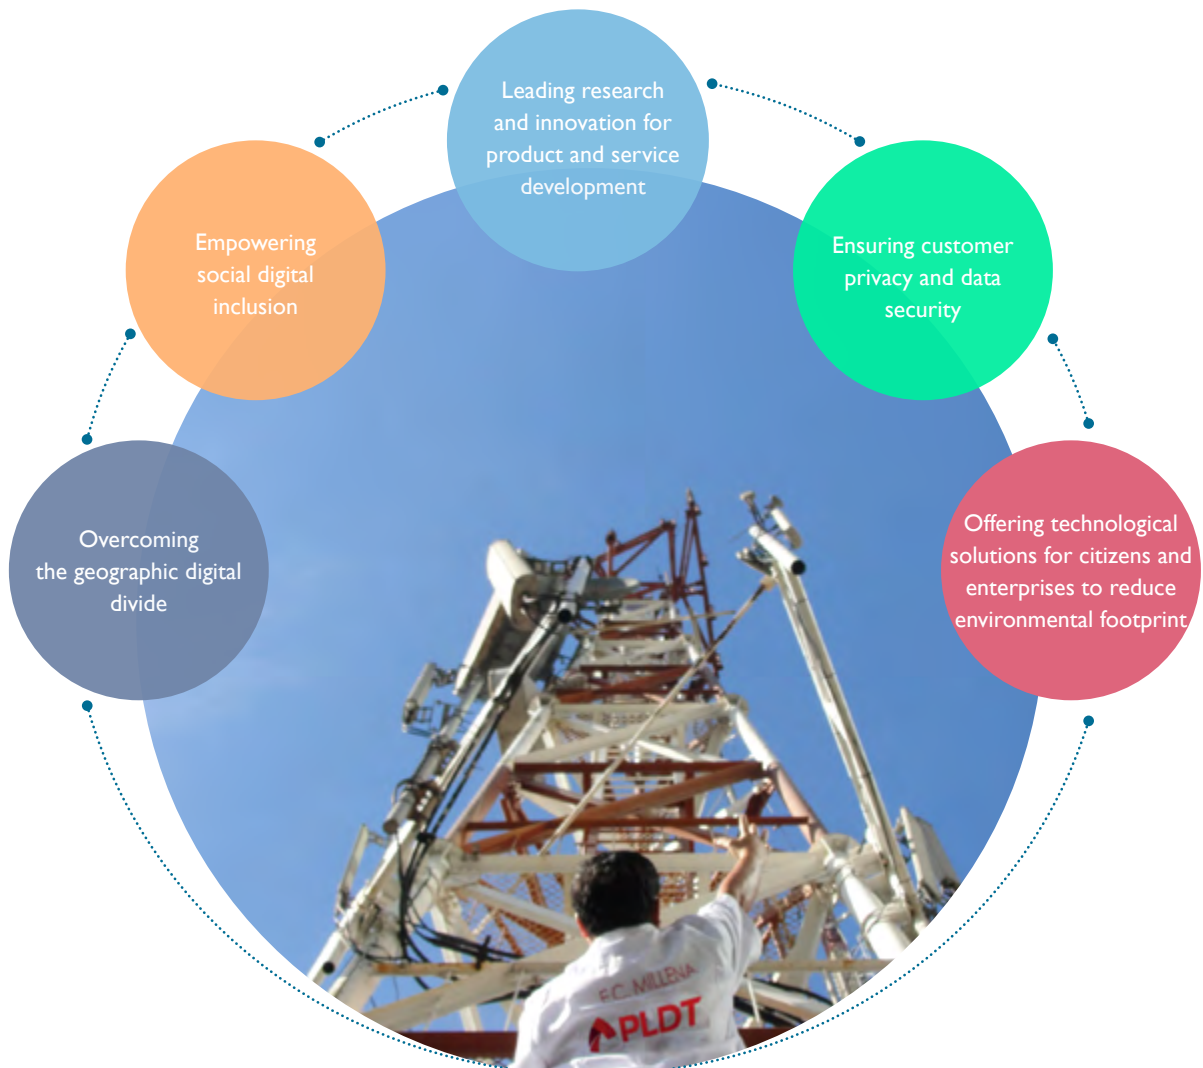 Leading research
and innovation for
product and service
development
Empowering
social digital
inclusion
Ensuring customer
privacy and data
security
Overcoming
the geographic digital
divide
Offering technological
solutions for citizens and
enterprises to reduce
environmental footprint
F.C. MILLENA
PLDT